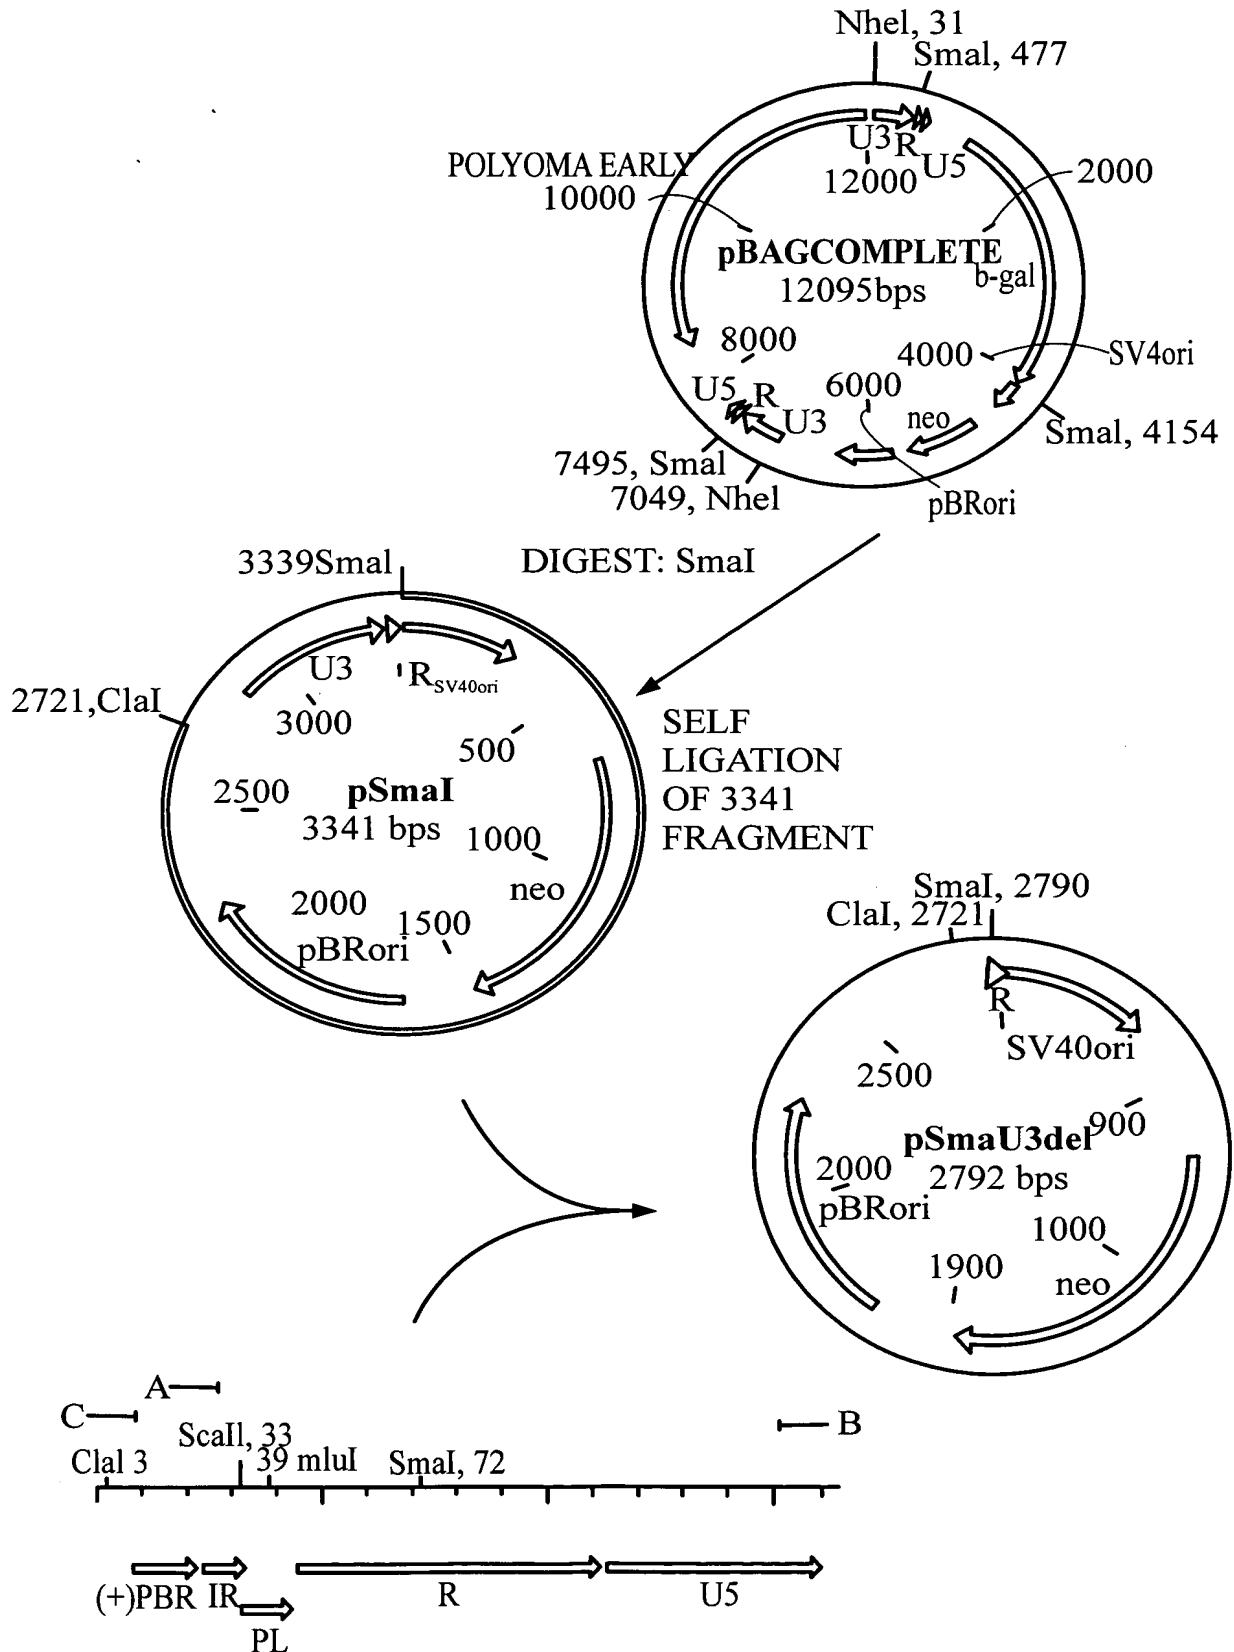 NheI, 31
SmaI, 477
U3
R
U5
12000
POLYOMA EARLY
10000
2000
pBAGCOMPLETE
b-gal
12095bps
8000
4000
SV4ori
6000
U5
R
U3
neo
SmaI, 4154
7495, SmaI
7049, NheI
pBRori
3339SmaI
DIGEST: SmaI
U3
R
SV40ori
2721,ClaI
3000
500
SELF
LIGATION
OF 3341
FRAGMENT
2500
pSmaI
3341 bps
1000
neo
2000
1500
pBRori
SmaI, 2790
ClaI, 2721
R
SV40ori
2500
900
pSmaU3del
2000
2792 bps
pBRori
1000
1900
neo
A
C
B
ScaII, 33
ClaI 3
39 mluI
SmaI, 72
(+)PBR
IR
R
U5
PL